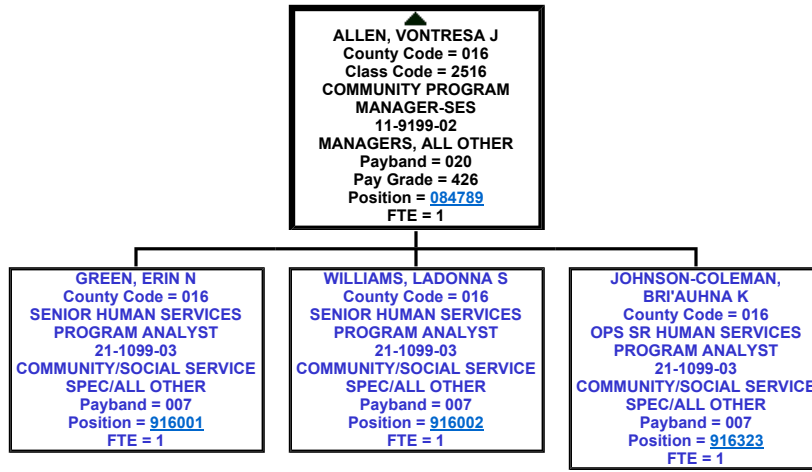 ALLEN, VONTRESA J
County Code = 016
Class Code = 2516
COMMUNITY PROGRAM
MANAGER-SES
11-9199-02
MANAGERS, ALL OTHER
Payband = 020
Pay Grade = 426
Position = 084789
FTE = 1
GREEN, ERIN N
County Code = 016
SENIOR HUMAN SERVICES
PROGRAM ANALYST
21-1099-03
COMMUNITY/SOCIAL SERVICE
SPEC/ALL OTHER
Payband = 007
Position = 916001
FTE = 1
WILLIAMS, LADONNA S
County Code = 016
SENIOR HUMAN SERVICES
PROGRAM ANALYST
21-1099-03
COMMUNITY/SOCIAL SERVICE
SPEC/ALL OTHER
Payband = 007
Position = 916002
FTE = 1
JOHNSON-COLEMAN,
BRI'AUHNA K
County Code = 016
OPS SR HUMAN SERVICES
PROGRAM ANALYST
21-1099-03
COMMUNITY/SOCIAL SERVICE
SPEC/ALL OTHER
Payband = 007
Position = 916323
FTE = 1